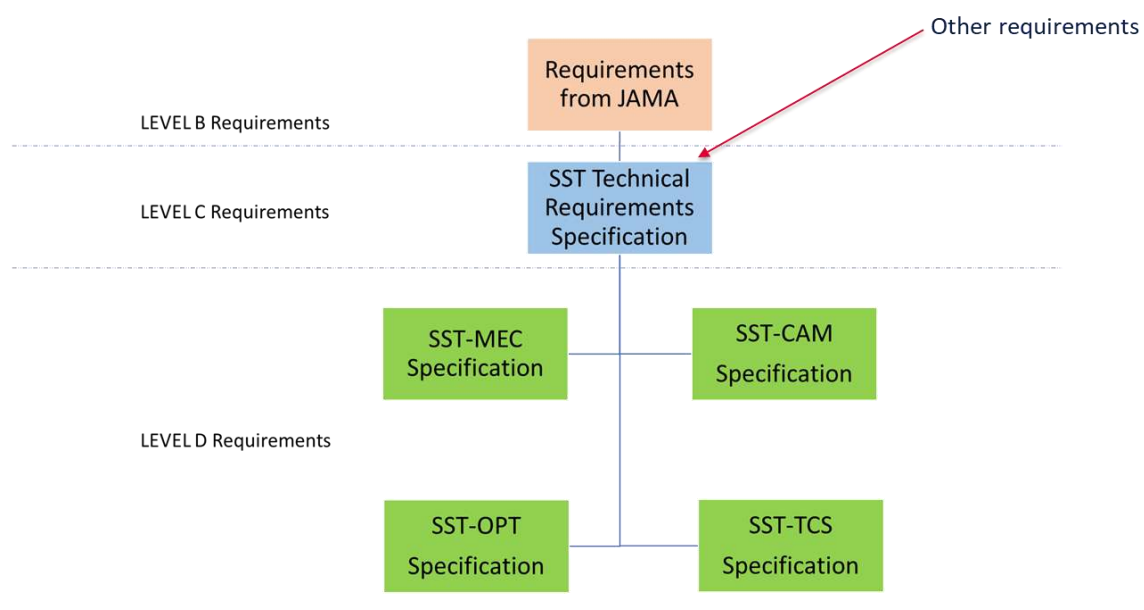 Other requirements
Requirements
from JAMA
LEVEL B Requirements
SST Technical
Requirements
Specification
LEVEL C Requirements
SST-MEC
Specification
SST-CAM
Specification
LEVEL D Requirements
SST-OPT
Specification
SST-TCS
Specification